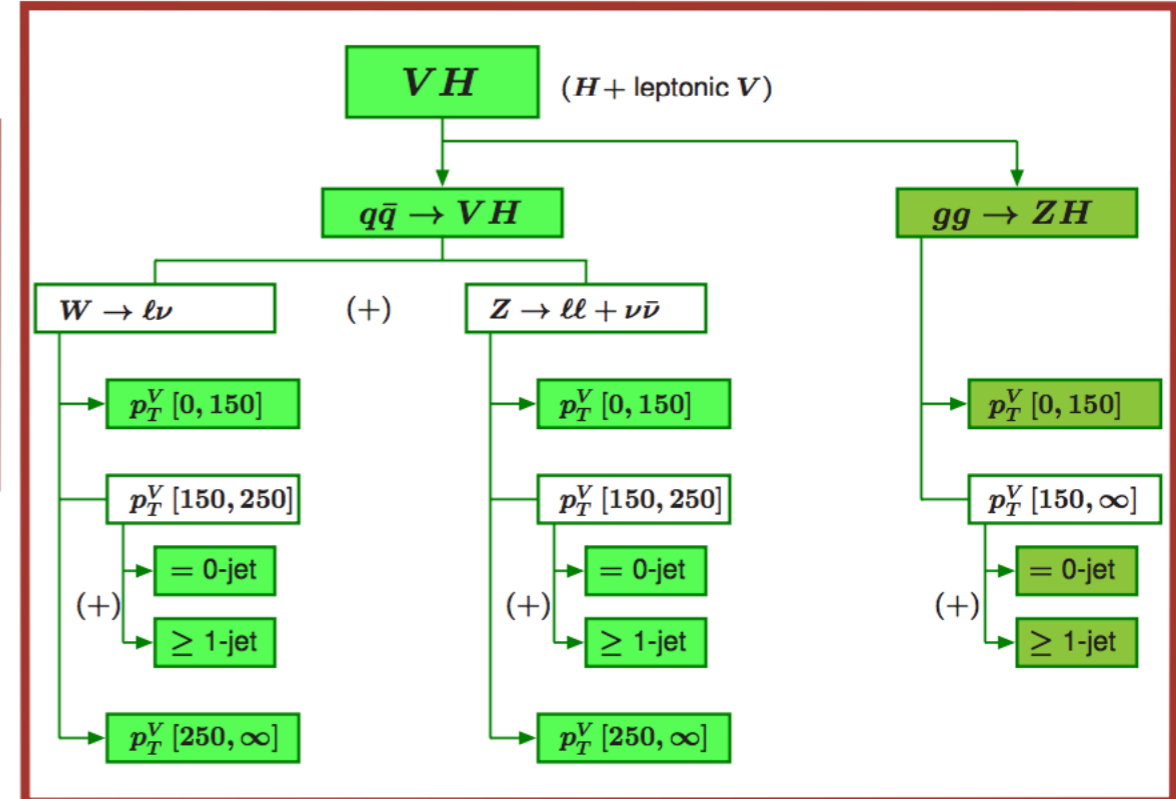 VH (H + leptonic V)
qq̄ → VH
gg → ZH
W → ℓν (+) Z → ℓℓ + νν̄
p_T^V [0, 150]
p_T^V [0, 150]
p_T^V [0, 150]
p_T^V [150, 250]
p_T^V [150, 250]
p_T^V [150, ∞]
= 0-jet
= 0-jet
= 0-jet
(+)
(+)
(+)
≥ 1-jet
≥ 1-jet
≥ 1-jet
p_T^V [250, ∞]
p_T^V [250, ∞]